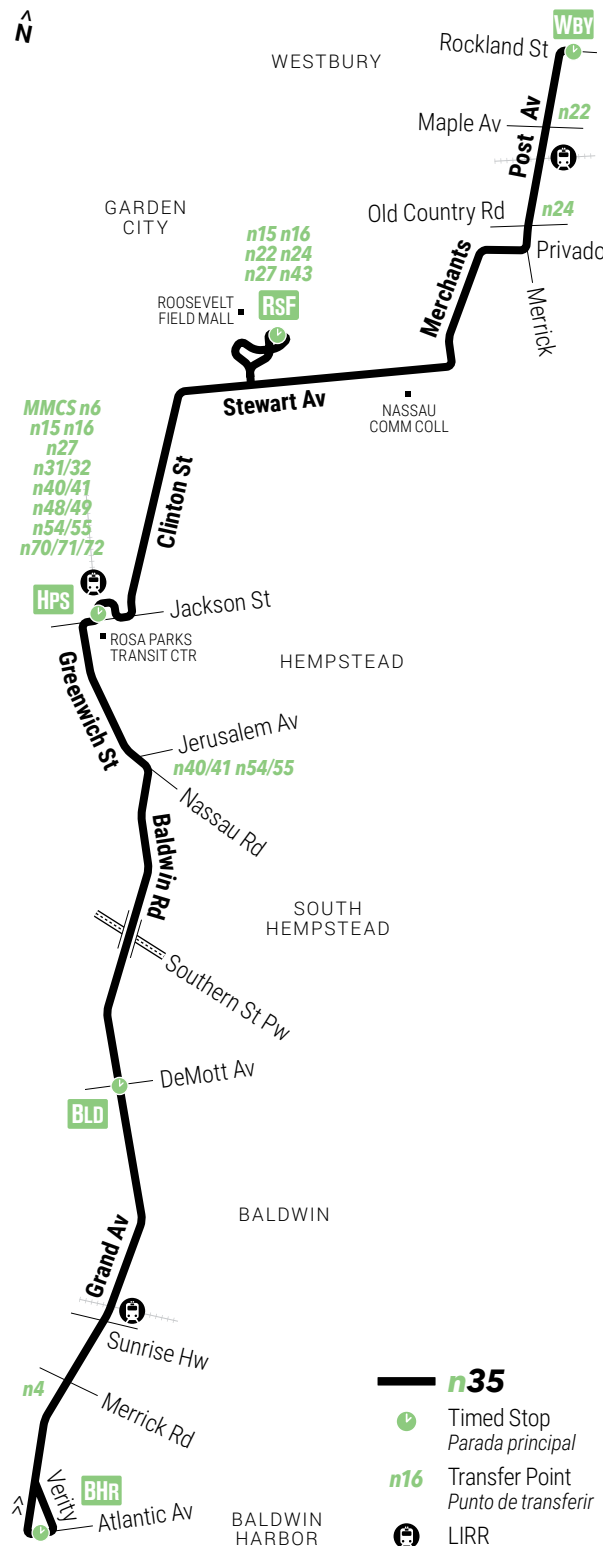 N
WBY
Rockland St
WESTBURY
n22
Maple Av
Post Av
GARDEN
CITY
Old Country Rd
n24
n15 n16
n22 n24
n27 n43
Privado
Merchants
Merrick
ROOSEVELT
FIELD MALL
RSF
Stewart Av
NASSAU
COMM COLL
MMCS n6
n15 n16
n27
n31/32
n40/41
n48/49
n54/55
n70/71/72
Clinton St
HPS
Jackson St
ROSA PARKS
TRANSIT CTR
HEMPSTEAD
Greenwich St
Jerusalem Av
n40/41 n54/55
Nassau Rd
Baldwin Rd
SOUTH
HEMPSTEAD
Southern St Pw
DeMott Av
BLD
BALDWIN
Grand Av
Sunrise Hw
n4
Merrick Rd
Verity
BHR
Atlantic Av
BALDWIN
HARBOR
n35
Timed Stop
Parada principal
n16
Transfer Point
Punto de transferir
LIRR